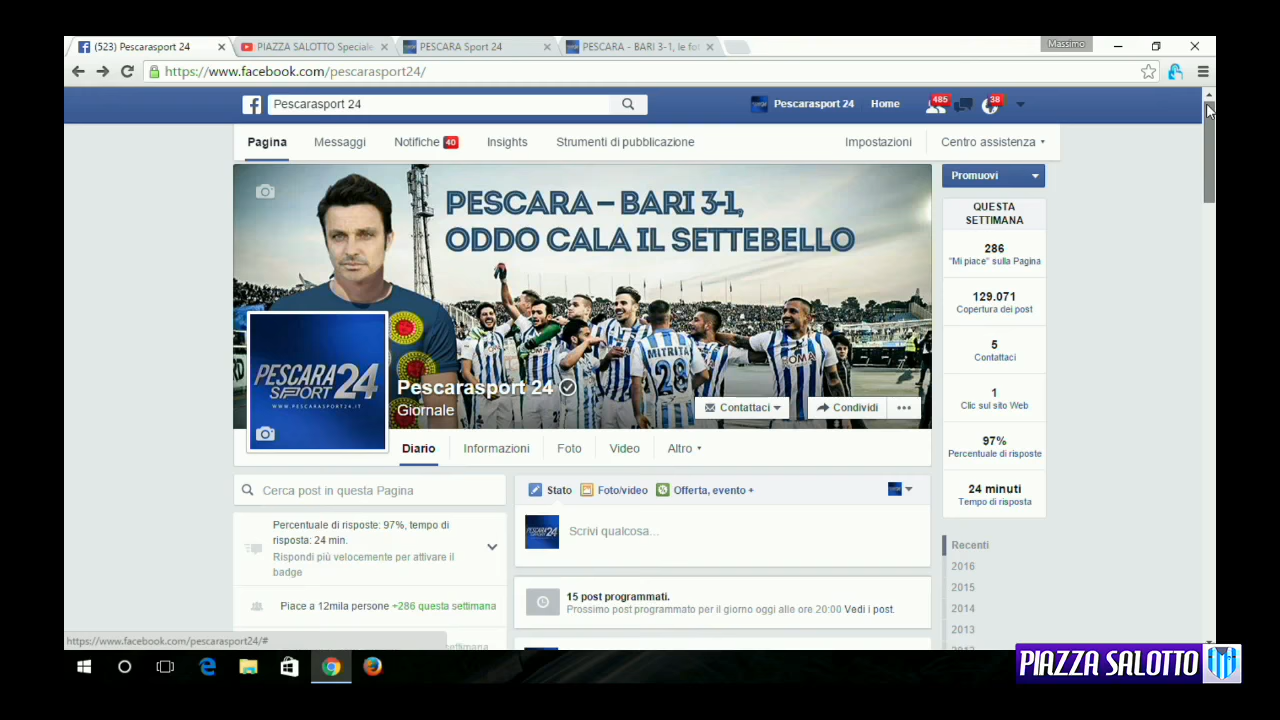 (523) Pescarasport 24
PIAZZA SALOTTO Speciale
PESCARA Sport 24
PESCARA - BARI 3-1, le fo
Massimo
https://www.facebook.com/pescarasport24/
Pescarasport 24
Pescarasport 24
Home
485
38
Pagina
Messaggi
Notifiche 40
Insights
Strumenti di pubblicazione
Impostazioni
Centro assistenza
PESCARA – BARI 3-1,
ODDO CALA IL SETTEBELLO
MITRITA
28
PESCARA
SPORT 24
WWW.PESCARASPORT24.IT
Pescarasport 24
Giornale
Contattaci
Condividi
Diario
Informazioni
Foto
Video
Altro
Promuovi
QUESTA
SETTIMANA
286
"Mi piace" sulla Pagina
129.071
Copertura dei post
5
Contattaci
1
Clic sul sito Web
97%
Percentuale di risposte
24 minuti
Tempo di risposta
Recenti
2016
2015
2014
2013
Cerca post in questa Pagina
Percentuale di risposte: 97%, tempo di
risposta: 24 min.
Rispondi più velocemente per attivare il
badge
Piace a 12mila persone +286 questa settimana
Stato
Foto/video
Offerta, evento +
Scrivi qualcosa...
15 post programmati.
Prossimo post programmato per il giorno oggi alle ore 20:00 Vedi i post.
https://www.facebook.com/pescarasport24/#
PIAZZA SALOTTO